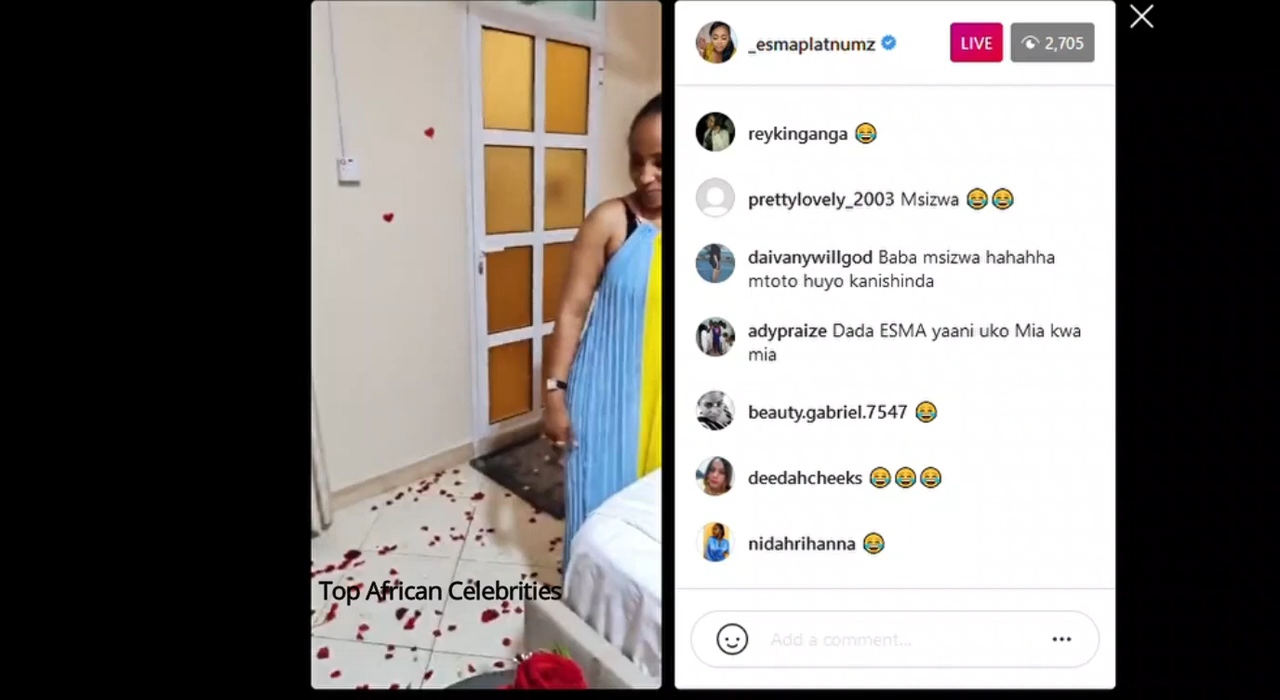 _esmaplatnumz
LIVE
2,705
reykinganga 😂
prettylovely_2003 Msizwa 😂😂
daivanywillgod Baba msizwa hahahha
mtoto huyo kanishinda
adypraize Dada ESMA yaani uko Mia kwa
mia
beauty.gabriel.7547 😂
deedahcheeks 😂😂😂
nidahrihanna 😂
Add a comment...
Top African Celebrities